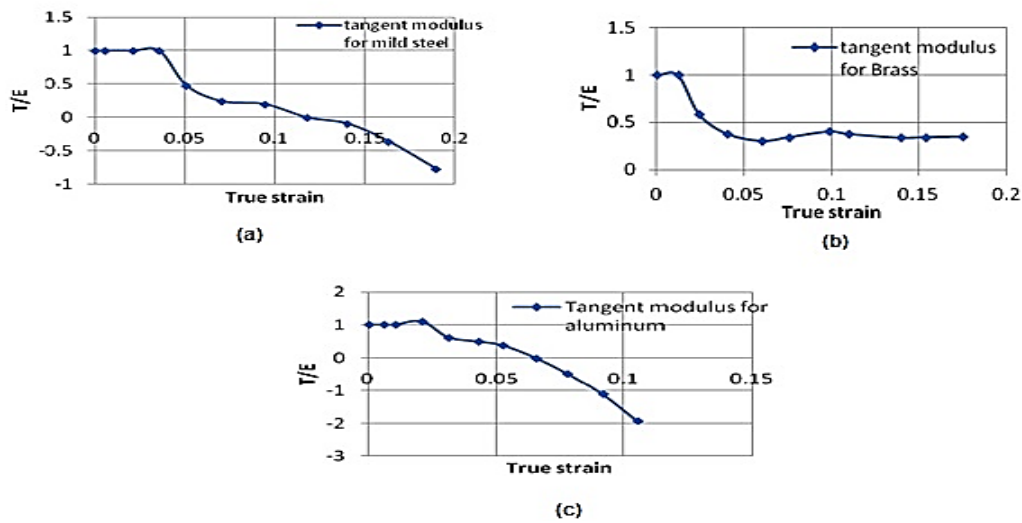 1.5
1
0.5
0
-0.5
-1
T/E
tangent modulus
for mild steel
0
0.05
0.1
0.15
0.2
True strain
(a)
1.5
1
0.5
0
T/E
tangent modulus
for Brass
0
0.05
0.1
0.15
0.2
True strain
(b)
2
1
0
-1
-2
-3
T/E
Tangent modulus for
aluminum
0
0.05
0.1
0.15
True strain
(c)